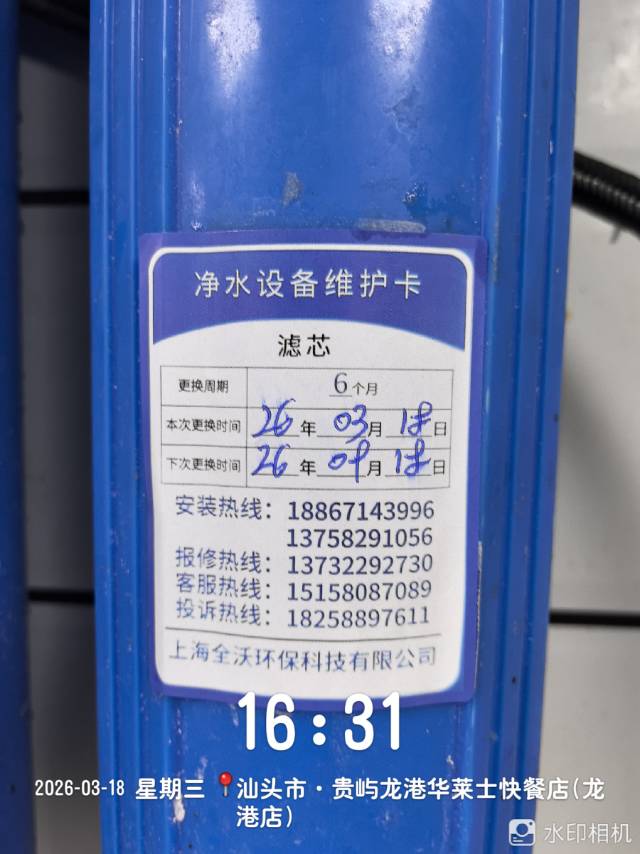 净水设备维护卡
滤芯
更换周期 6个月
本次更换时间 26年03月18日
下次更换时间 26年09月18日
安装热线：18867143996
13758291056
报修热线：13732292730
客服热线：15158087089
投诉热线：18258897611
上海全沃环保科技有限公司
16:31
2026-03-18 星期三 汕头市·贵屿龙港华莱士快餐店(龙
港店)
水印相机